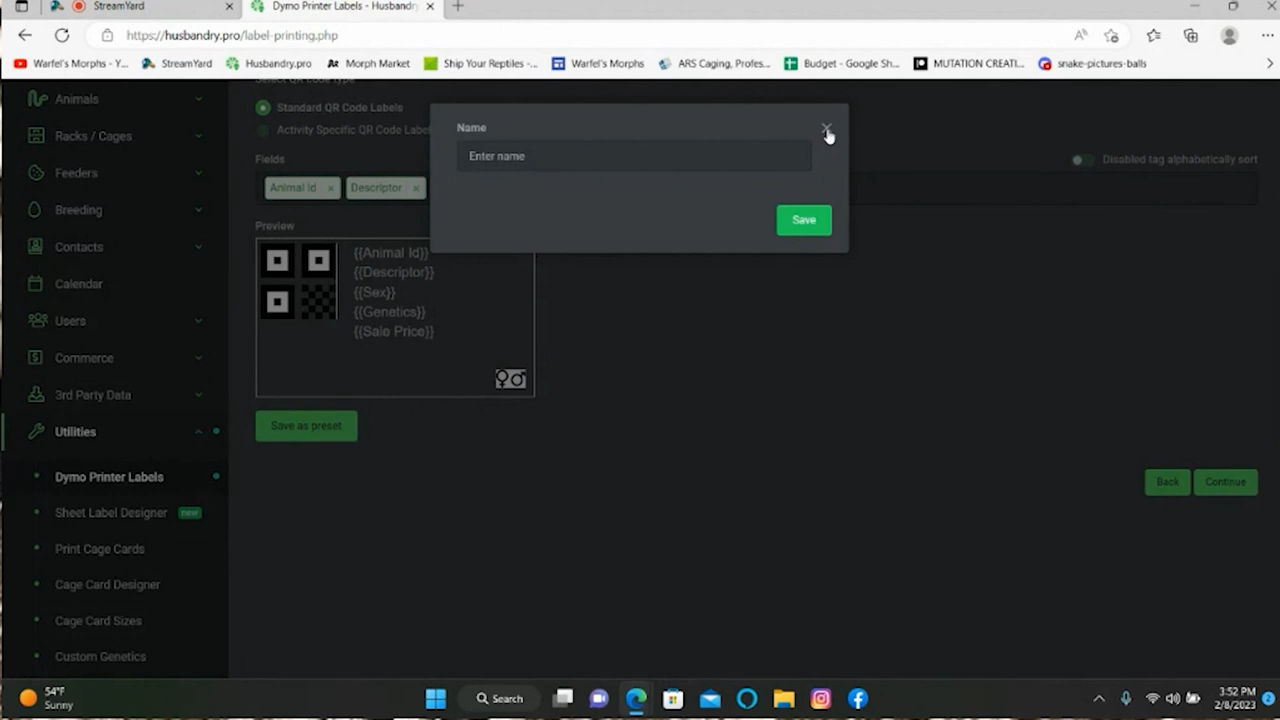 StreamYard
Dymo Printer Labels - Husbandry
https://husbandry.pro/label-printing.php
Warfel's Morphs - Y...
StreamYard
Husbandry.pro
Morph Market
Ship Your Reptiles -...
Warfel's Morphs
ARS Caging, Profes...
Budget - Google Sh...
MUTATION CREATI...
snake-pictures-balls
Animals
Racks / Cages
Feeders
Breeding
Contacts
Calendar
Users
Commerce
3rd Party Data
Utilities
Dymo Printer Labels
Sheet Label Designer new
Print Cage Cards
Cage Card Designer
Cage Card Sizes
Custom Genetics
Select QR Code Type
Standard QR Code Labels
Activity Specific QR Code Label
Fields
Disabled tag alphabetically sort
Animal Id ×
Descriptor ×
Preview
{{Animal Id}}
{{Descriptor}}
{{Sex}}
{{Genetics}}
{{Sale Price}}
Save as preset
Back
Continue
Name
Enter name
Save
54°F
Sunny
Search
3:52 PM
2/8/2023
2